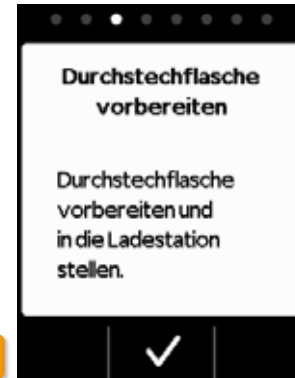 Durchstechflasche
vorbereiten
Durchstechflasche
vorbereiten und
in die Ladestation
stellen.